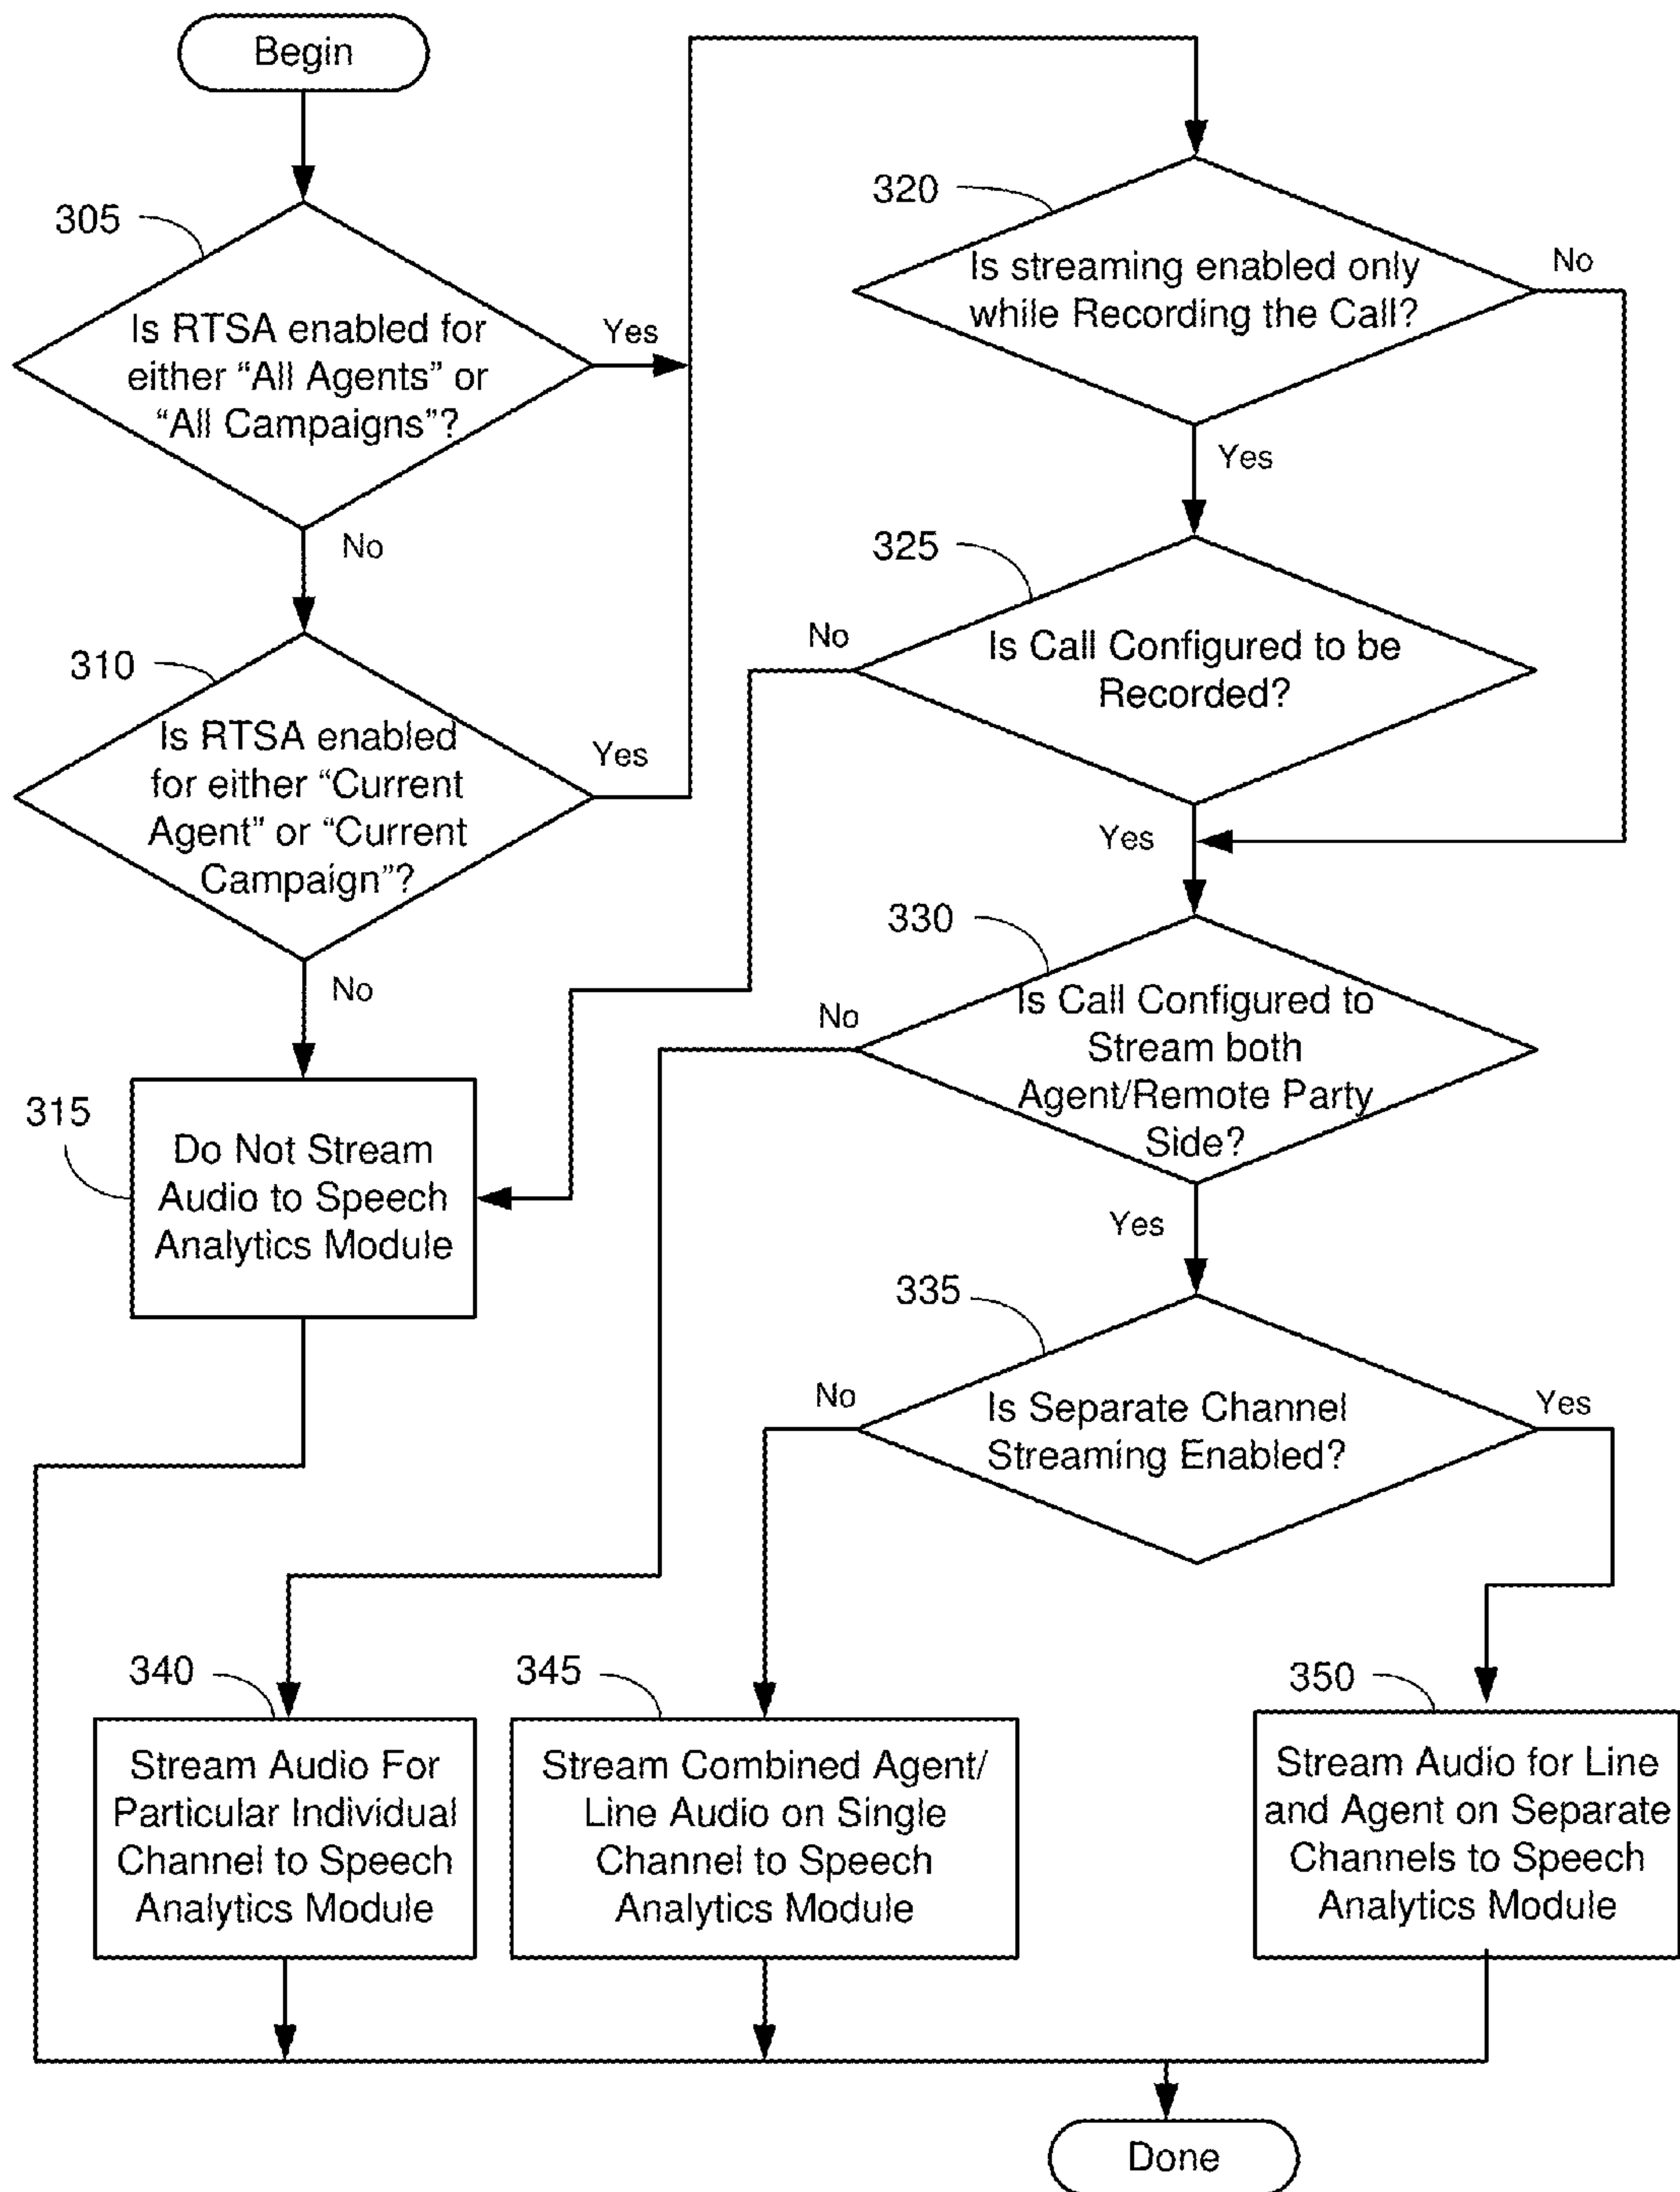 Begin
305
Is RTSA enabled for
either “All Agents” or
“All Campaigns”?
Yes
No
310
Is RTSA enabled
for either “Current
Agent” or “Current
Campaign”?
Yes
No
315
Do Not Stream
Audio to Speech
Analytics Module
320
Is streaming enabled only
while Recording the Call?
No
Yes
325
Is Call Configured to be
Recorded?
No
Yes
330
Is Call Configured to
Stream both
Agent/Remote Party
Side?
No
Yes
335
Is Separate Channel
Streaming Enabled?
No
Yes
340
Stream Audio For
Particular Individual
Channel to Speech
Analytics Module
345
Stream Combined Agent/
Line Audio on Single
Channel to Speech
Analytics Module
350
Stream Audio for Line
and Agent on Separate
Channels to Speech
Analytics Module
Done